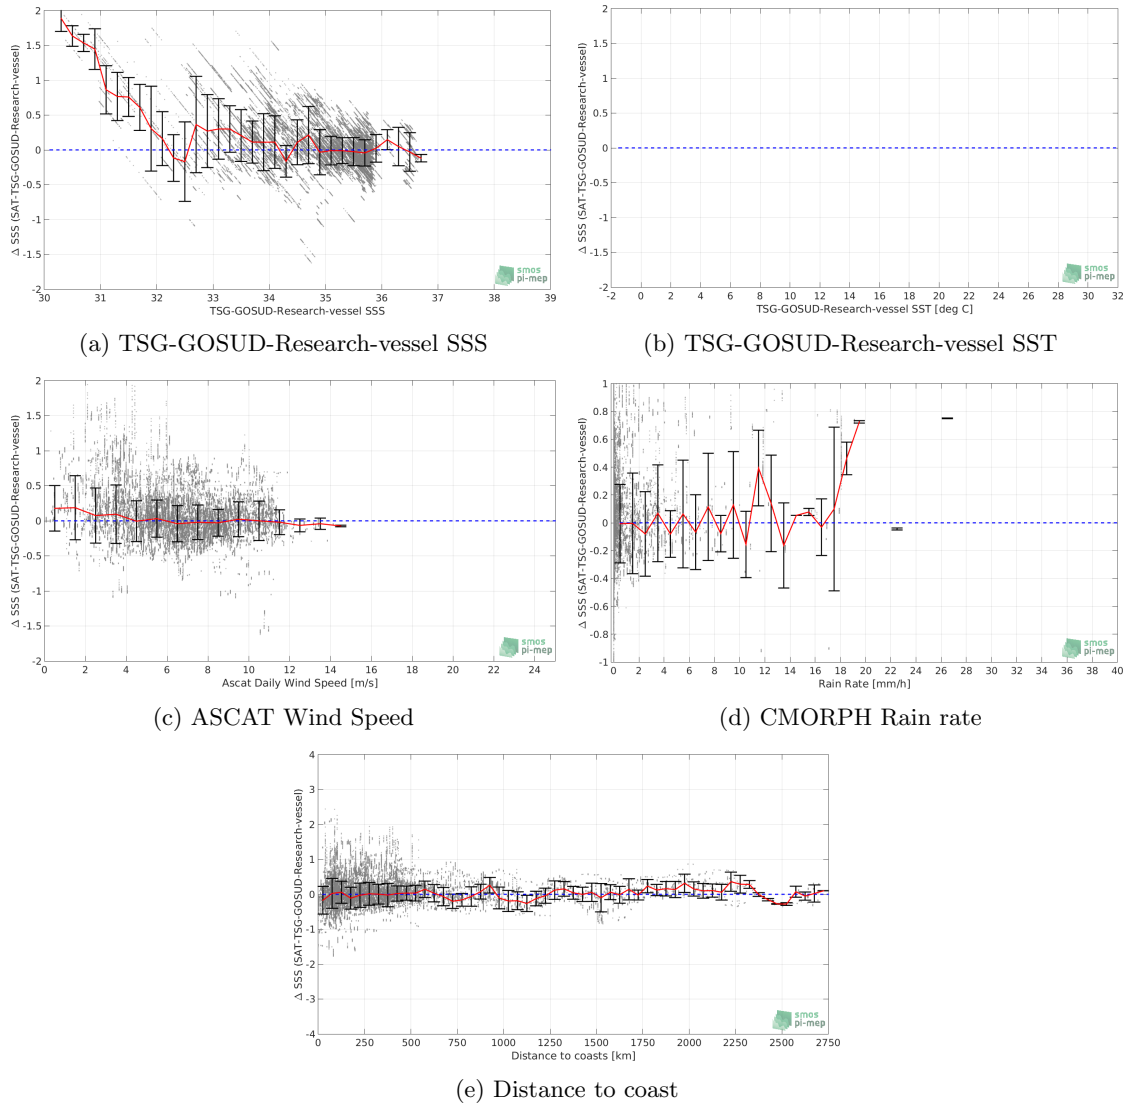 2
1.5
1
0.5
0
-0.5
-1
-1.5
-2
Δ SSS (SAT-TSG-GOSUD-Research-vessel)
30 31 32 33 34 35 36 37 38 39
TSG-GOSUD-Research-vessel SSS
smos
pi-mep
(a) TSG-GOSUD-Research-vessel SSS
2
1.5
1
0.5
0
-0.5
-1
-1.5
-2
Δ SSS (SAT-TSG-GOSUD-Research-vessel)
-2 0 2 4 6 8 10 12 14 16 18 20 22 24 26 28 30 32
TSG-GOSUD-Research-vessel SST [deg C]
smos
pi-mep
(b) TSG-GOSUD-Research-vessel SST
2
1.5
1
0.5
0
-0.5
-1
-1.5
-2
Δ SSS (SAT-TSG-GOSUD-Research-vessel)
0 2 4 6 8 10 12 14 16 18 20 22 24
Ascat Daily Wind Speed [m/s]
smos
pi-mep
(c) ASCAT Wind Speed
1
0.8
0.6
0.4
0.2
0
-0.2
-0.4
-0.6
-0.8
-1
Δ SSS (SAT-TSG-GOSUD-Research-vessel)
2 4 6 8 10 12 14 16 18 20 22 24 26 28 30 32 34 36 38 40
Rain Rate [mm/h]
smos
pi-mep
(d) CMORPH Rain rate
4
3
2
1
0
-1
-2
-3
-4
Δ SSS (SAT-TSG-GOSUD-Research-vessel)
0 250 500 750 1000 1250 1500 1750 2000 2250 2500 2750
Distance to coasts [km]
smos
pi-mep
(e) Distance to coast